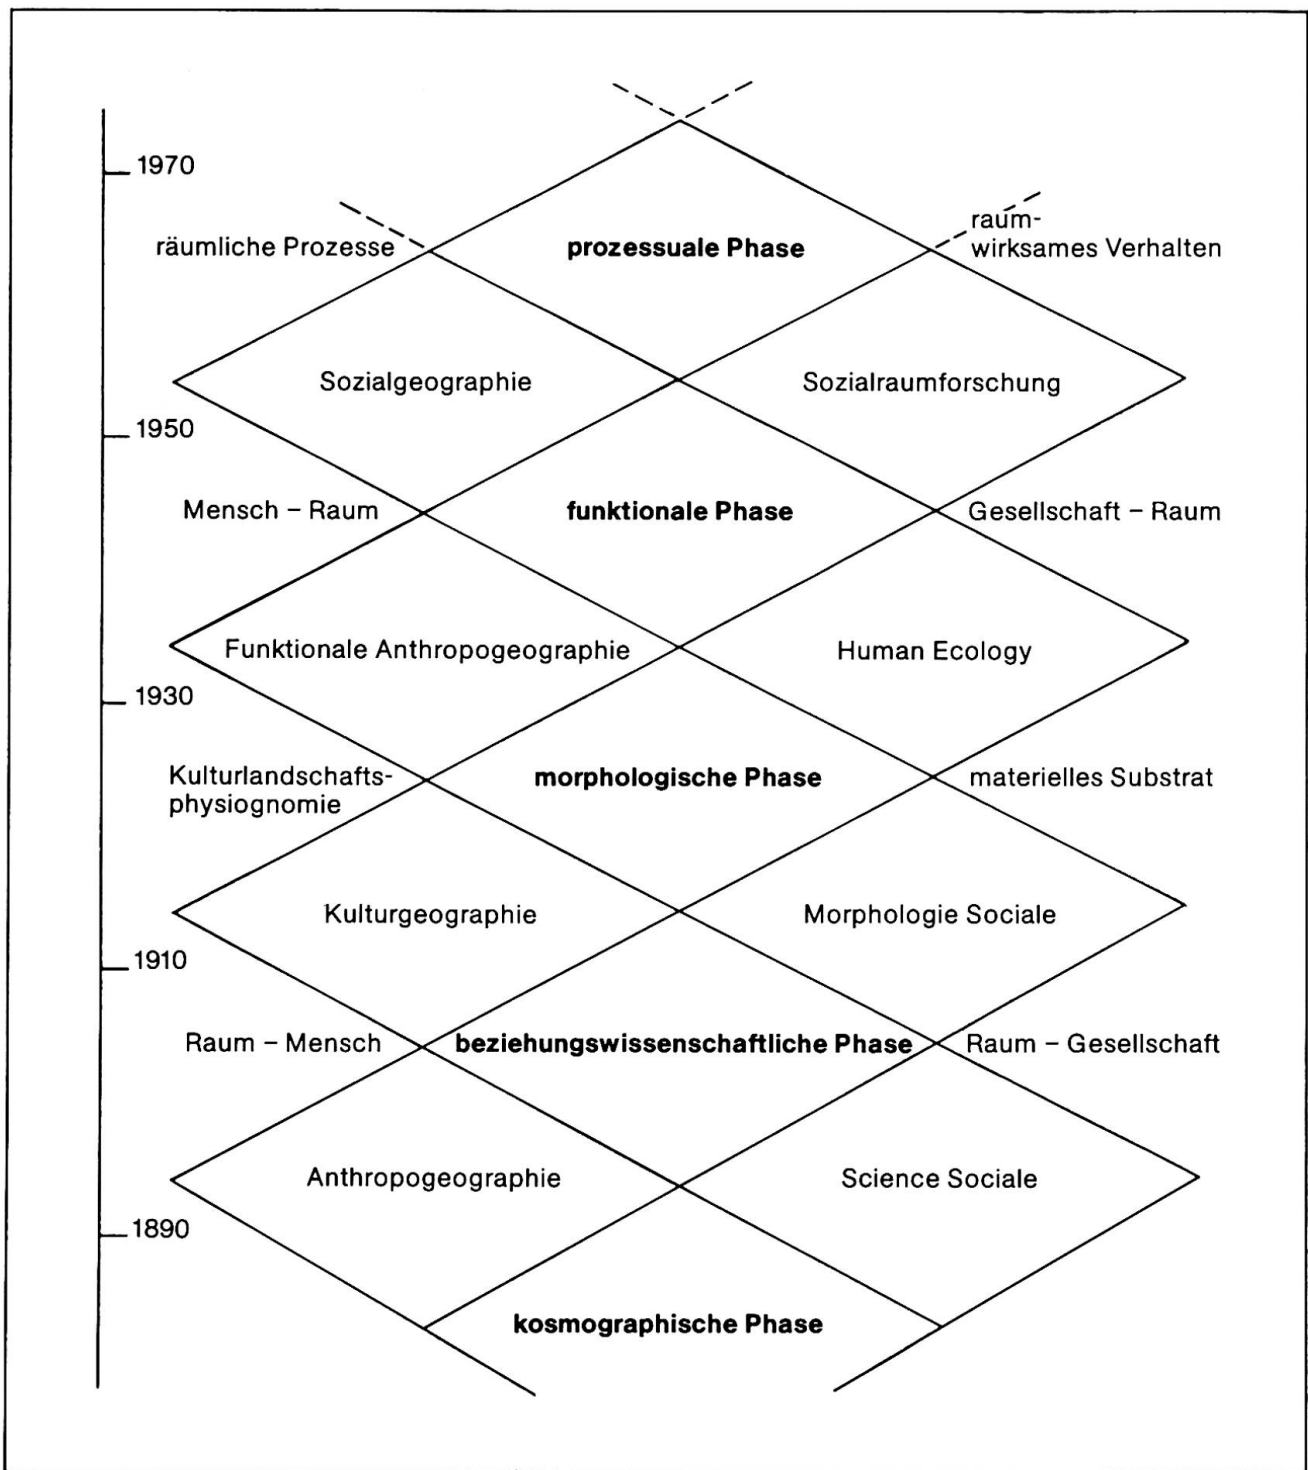 1970
räumliche Prozesse
prozessuale Phase
raum-
wirksames Verhalten
Sozialgeographie
Sozialraumforschung
1950
Mensch – Raum
funktionale Phase
Gesellschaft – Raum
Funktionale Anthropogeographie
Human Ecology
1930
Kulturlandschafts-
physiognomie
morphologische Phase
materielles Substrat
Kulturgeographie
Morphologie Sociale
1910
Raum – Mensch
beziehungswissenschaftliche Phase
Raum – Gesellschaft
Anthropogeographie
Science Sociale
1890
kosmographische Phase